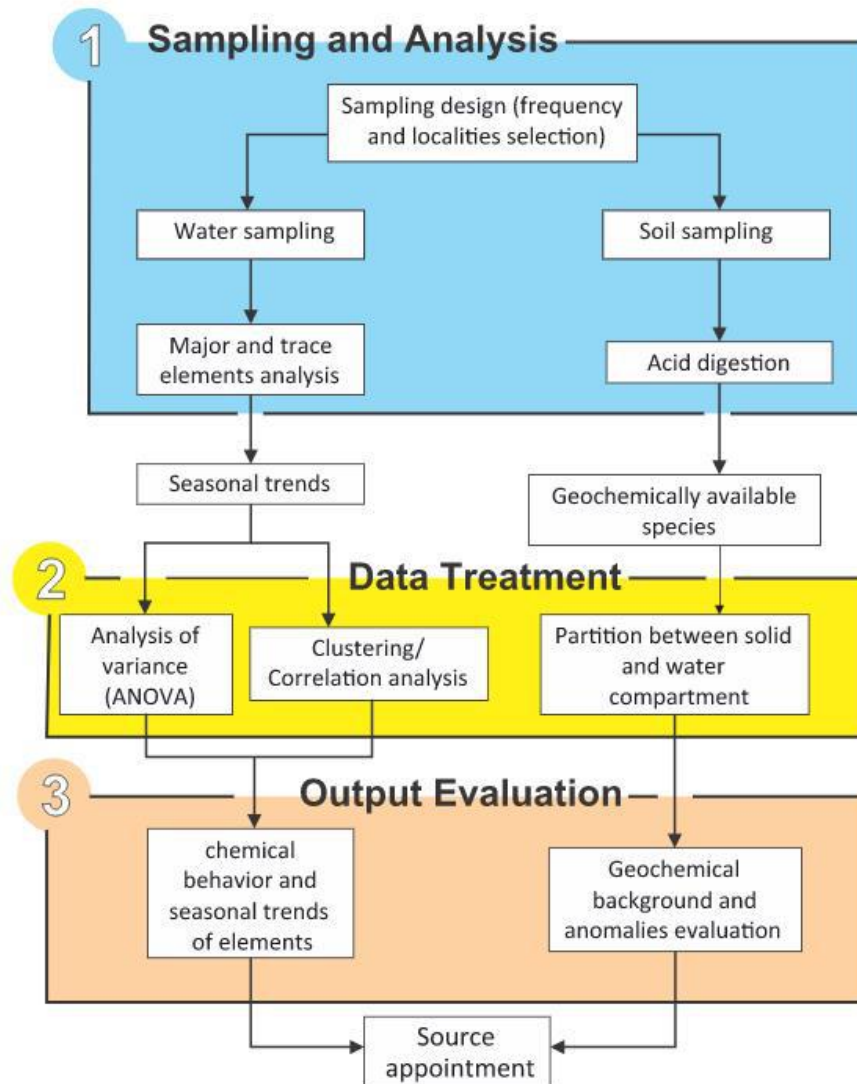 1 Sampling and Analysis
Sampling design (frequency
and localities selection)
Water sampling
Soil sampling
Major and trace
elements analysis
Acid digestion
Seasonal trends
Geochemically available
species
2 Data Treatment
Analysis of
variance
(ANOVA)
Clustering/
Correlation analysis
Partition between solid
and water
compartment
3 Output Evaluation
chemical
behavior and
seasonal trends
of elements
Geochemical
background and
anomalies evaluation
Source
appointment